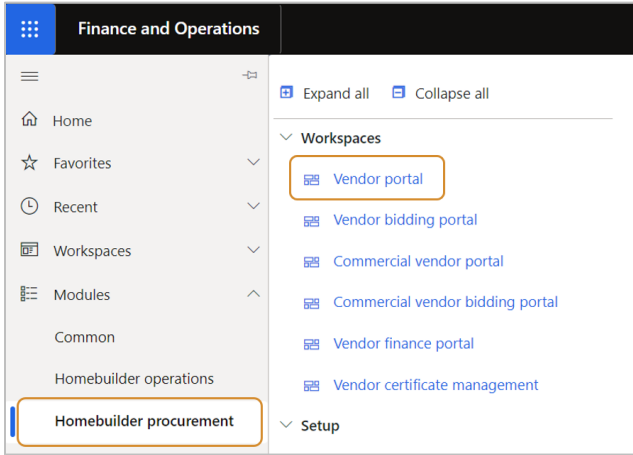 Finance and Operations
Expand all
Collapse all
Home
Favorites
Recent
Workspaces
Modules
Common
Homebuilder operations
Homebuilder procurement
Workspaces
Vendor portal
Vendor bidding portal
Commercial vendor portal
Commercial vendor bidding portal
Vendor finance portal
Vendor certificate management
Setup